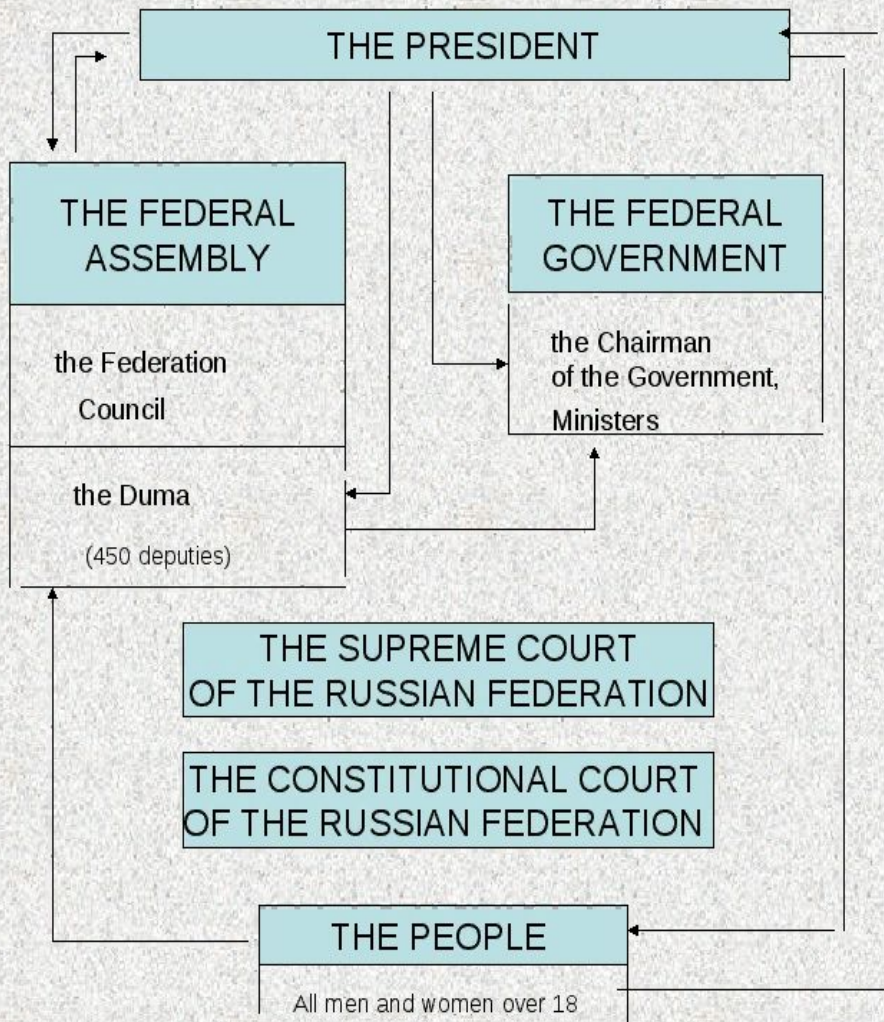 THE PRESIDENT
THE FEDERAL
ASSEMBLY
the Federation
Council
the Duma
(450 deputies)
THE FEDERAL
GOVERNMENT
the Chairman
of the Government,
Ministers
THE SUPREME COURT
OF THE RUSSIAN FEDERATION
THE CONSTITUTIONAL COURT
OF THE RUSSIAN FEDERATION
THE PEOPLE
All men and women over 18